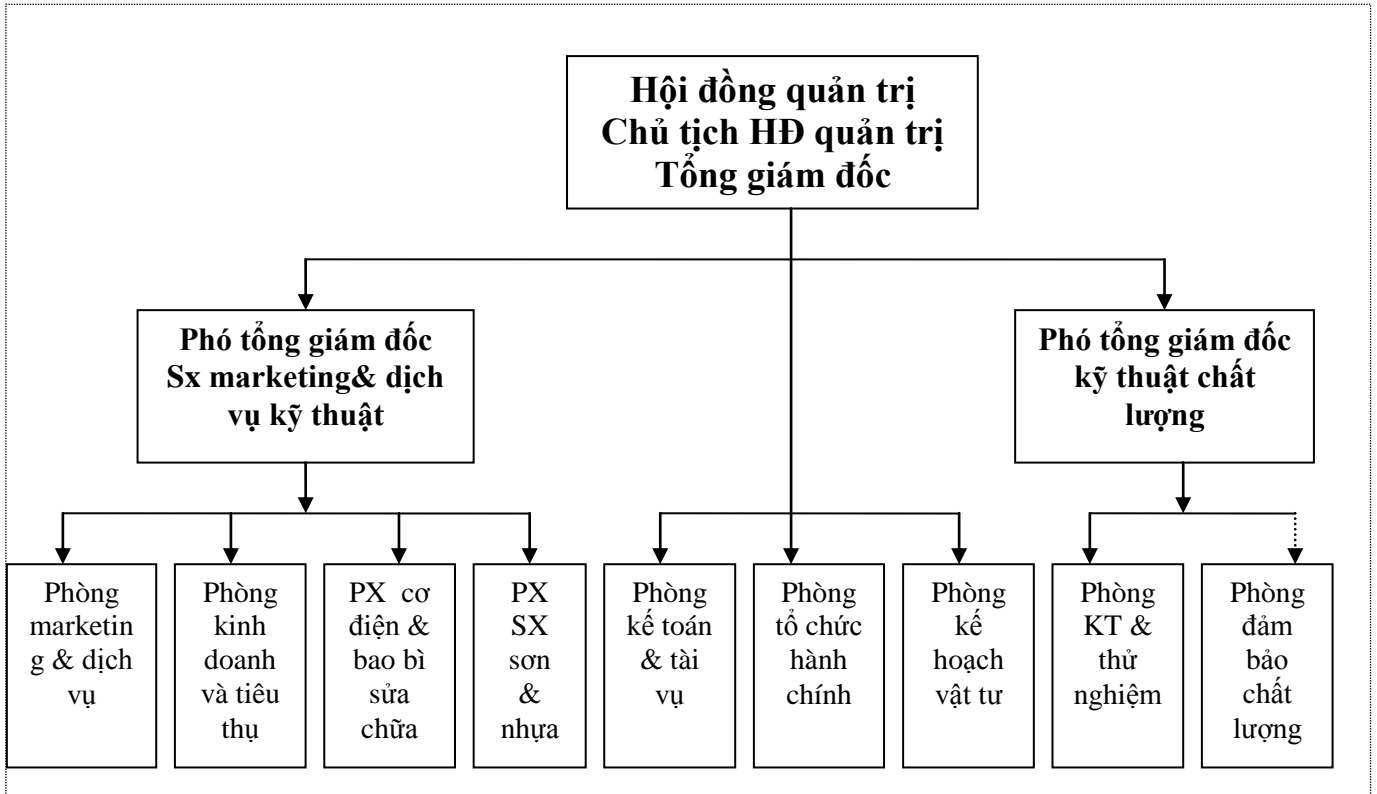 Hội đồng quản trị
Chủ tịch HĐ quản trị
Tổng giám đốc
Phó tổng giám đốc
Sx marketing& dịch
vụ kỹ thuật
Phó tổng giám đốc
kỹ thuật chất
lượng
Phòng
marketin
g & dịch
vụ
Phòng
kinh
doanh
và tiêu
thụ
PX cơ
điện &
bao bì
sửa
chữa
PX
SX
sơn
&
nhựa
Phòng
kế toán
& tài
vụ
Phòng
tổ chức
hành
chính
Phòng
kế
hoạch
vật tư
Phòng
KT &
thử
nghiệm
Phòng
đảm
bảo
chất
lượng